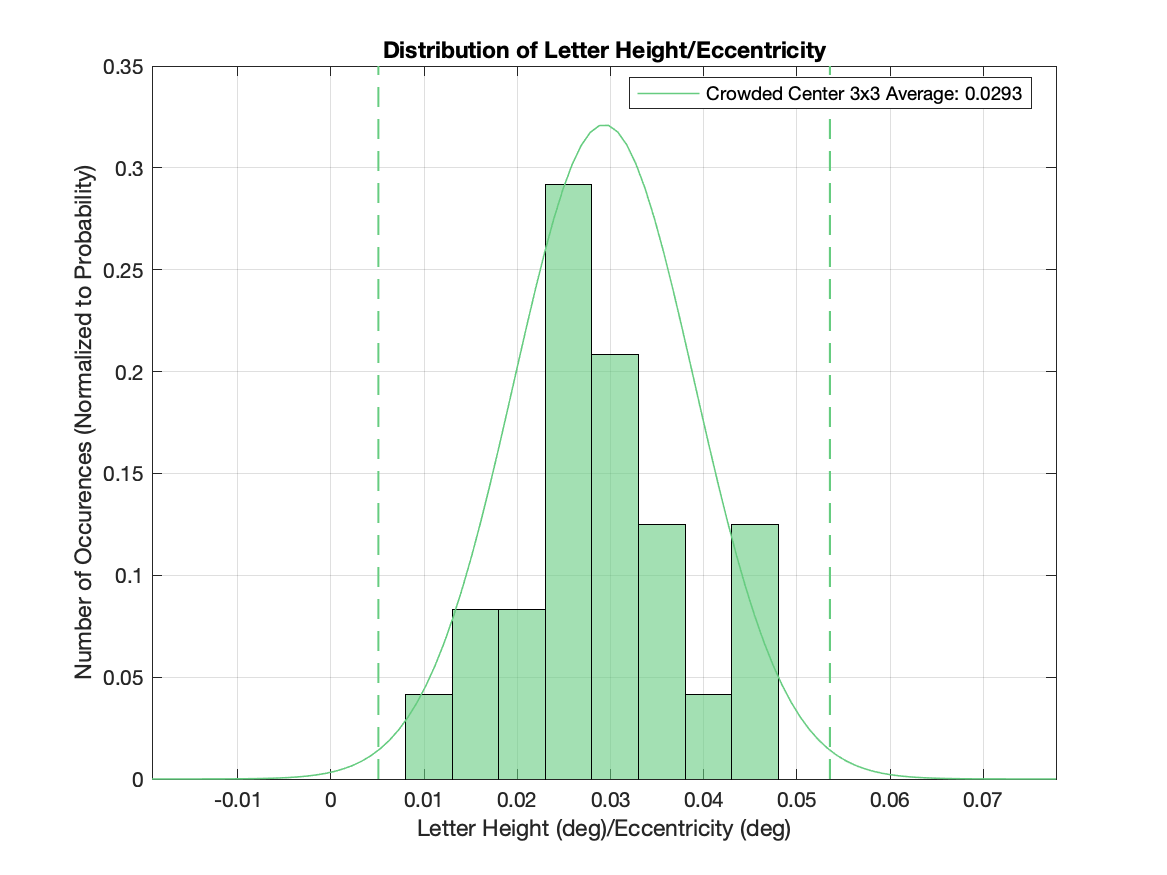 Distribution of Letter Height/Eccentricity
Crowded Center 3x3 Average: 0.0293
Number of Occurences (Normalized to Probability)
0.35
0.3
0.25
0.2
0.15
0.1
0.05
0
-0.01 0 0.01 0.02 0.03 0.04 0.05 0.06 0.07
Letter Height (deg)/Eccentricity (deg)